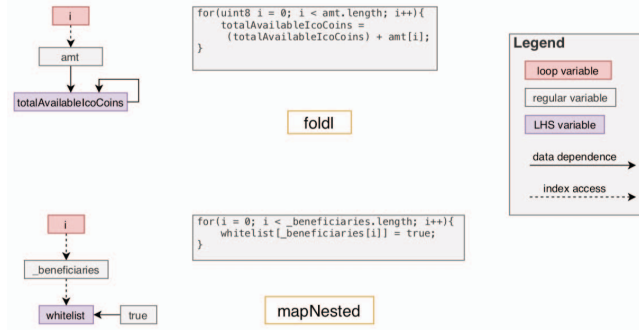 i
amt
totalAvailableIcoCoins
for(uint8 i = 0; i < amt.length; i++){
totalAvailableIcoCoins =
(totalAvailableIcoCoins) + amt[i];
}
foldl
Legend
loop variable
regular variable
LHS variable
data dependence
index access
i
_beneficiaries
whitelist
true
for(i = 0; i < _beneficiaries.length; i++){
whitelist[_beneficiaries[i]] = true;
}
mapNested